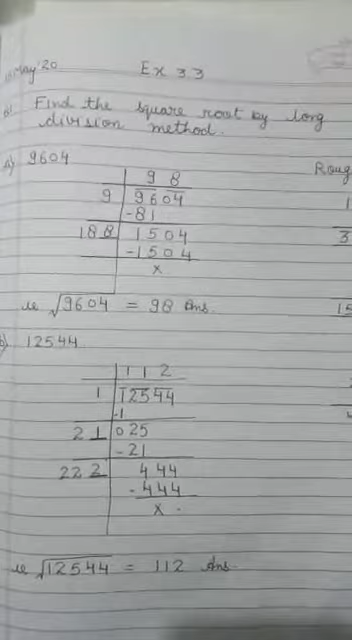 May'20 Ex 3 3
Find the square root by long
division method.
a) 9604
9 8
9 9604
-81
188 1504
-1504
x
ie √9604 = 98 Ans.
b) 12544
1 1 2
1 12544
-1
21 025
-21
222 444
-444
x
ie √12544 = 112 Ans.